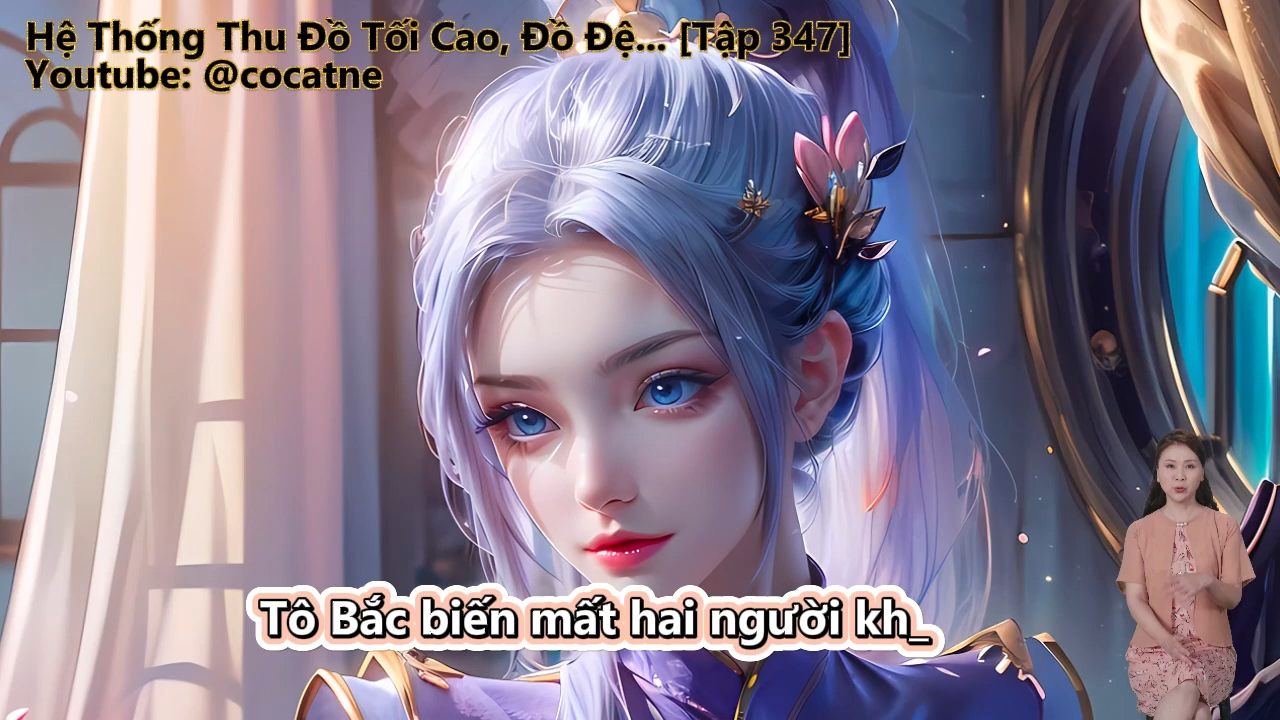 Hệ Thống Thu Đồ Tối Cao, Đồ Đệ... [Tập 347]
Youtube: @cocatne
Tô Bắc biến mất hai người kh_